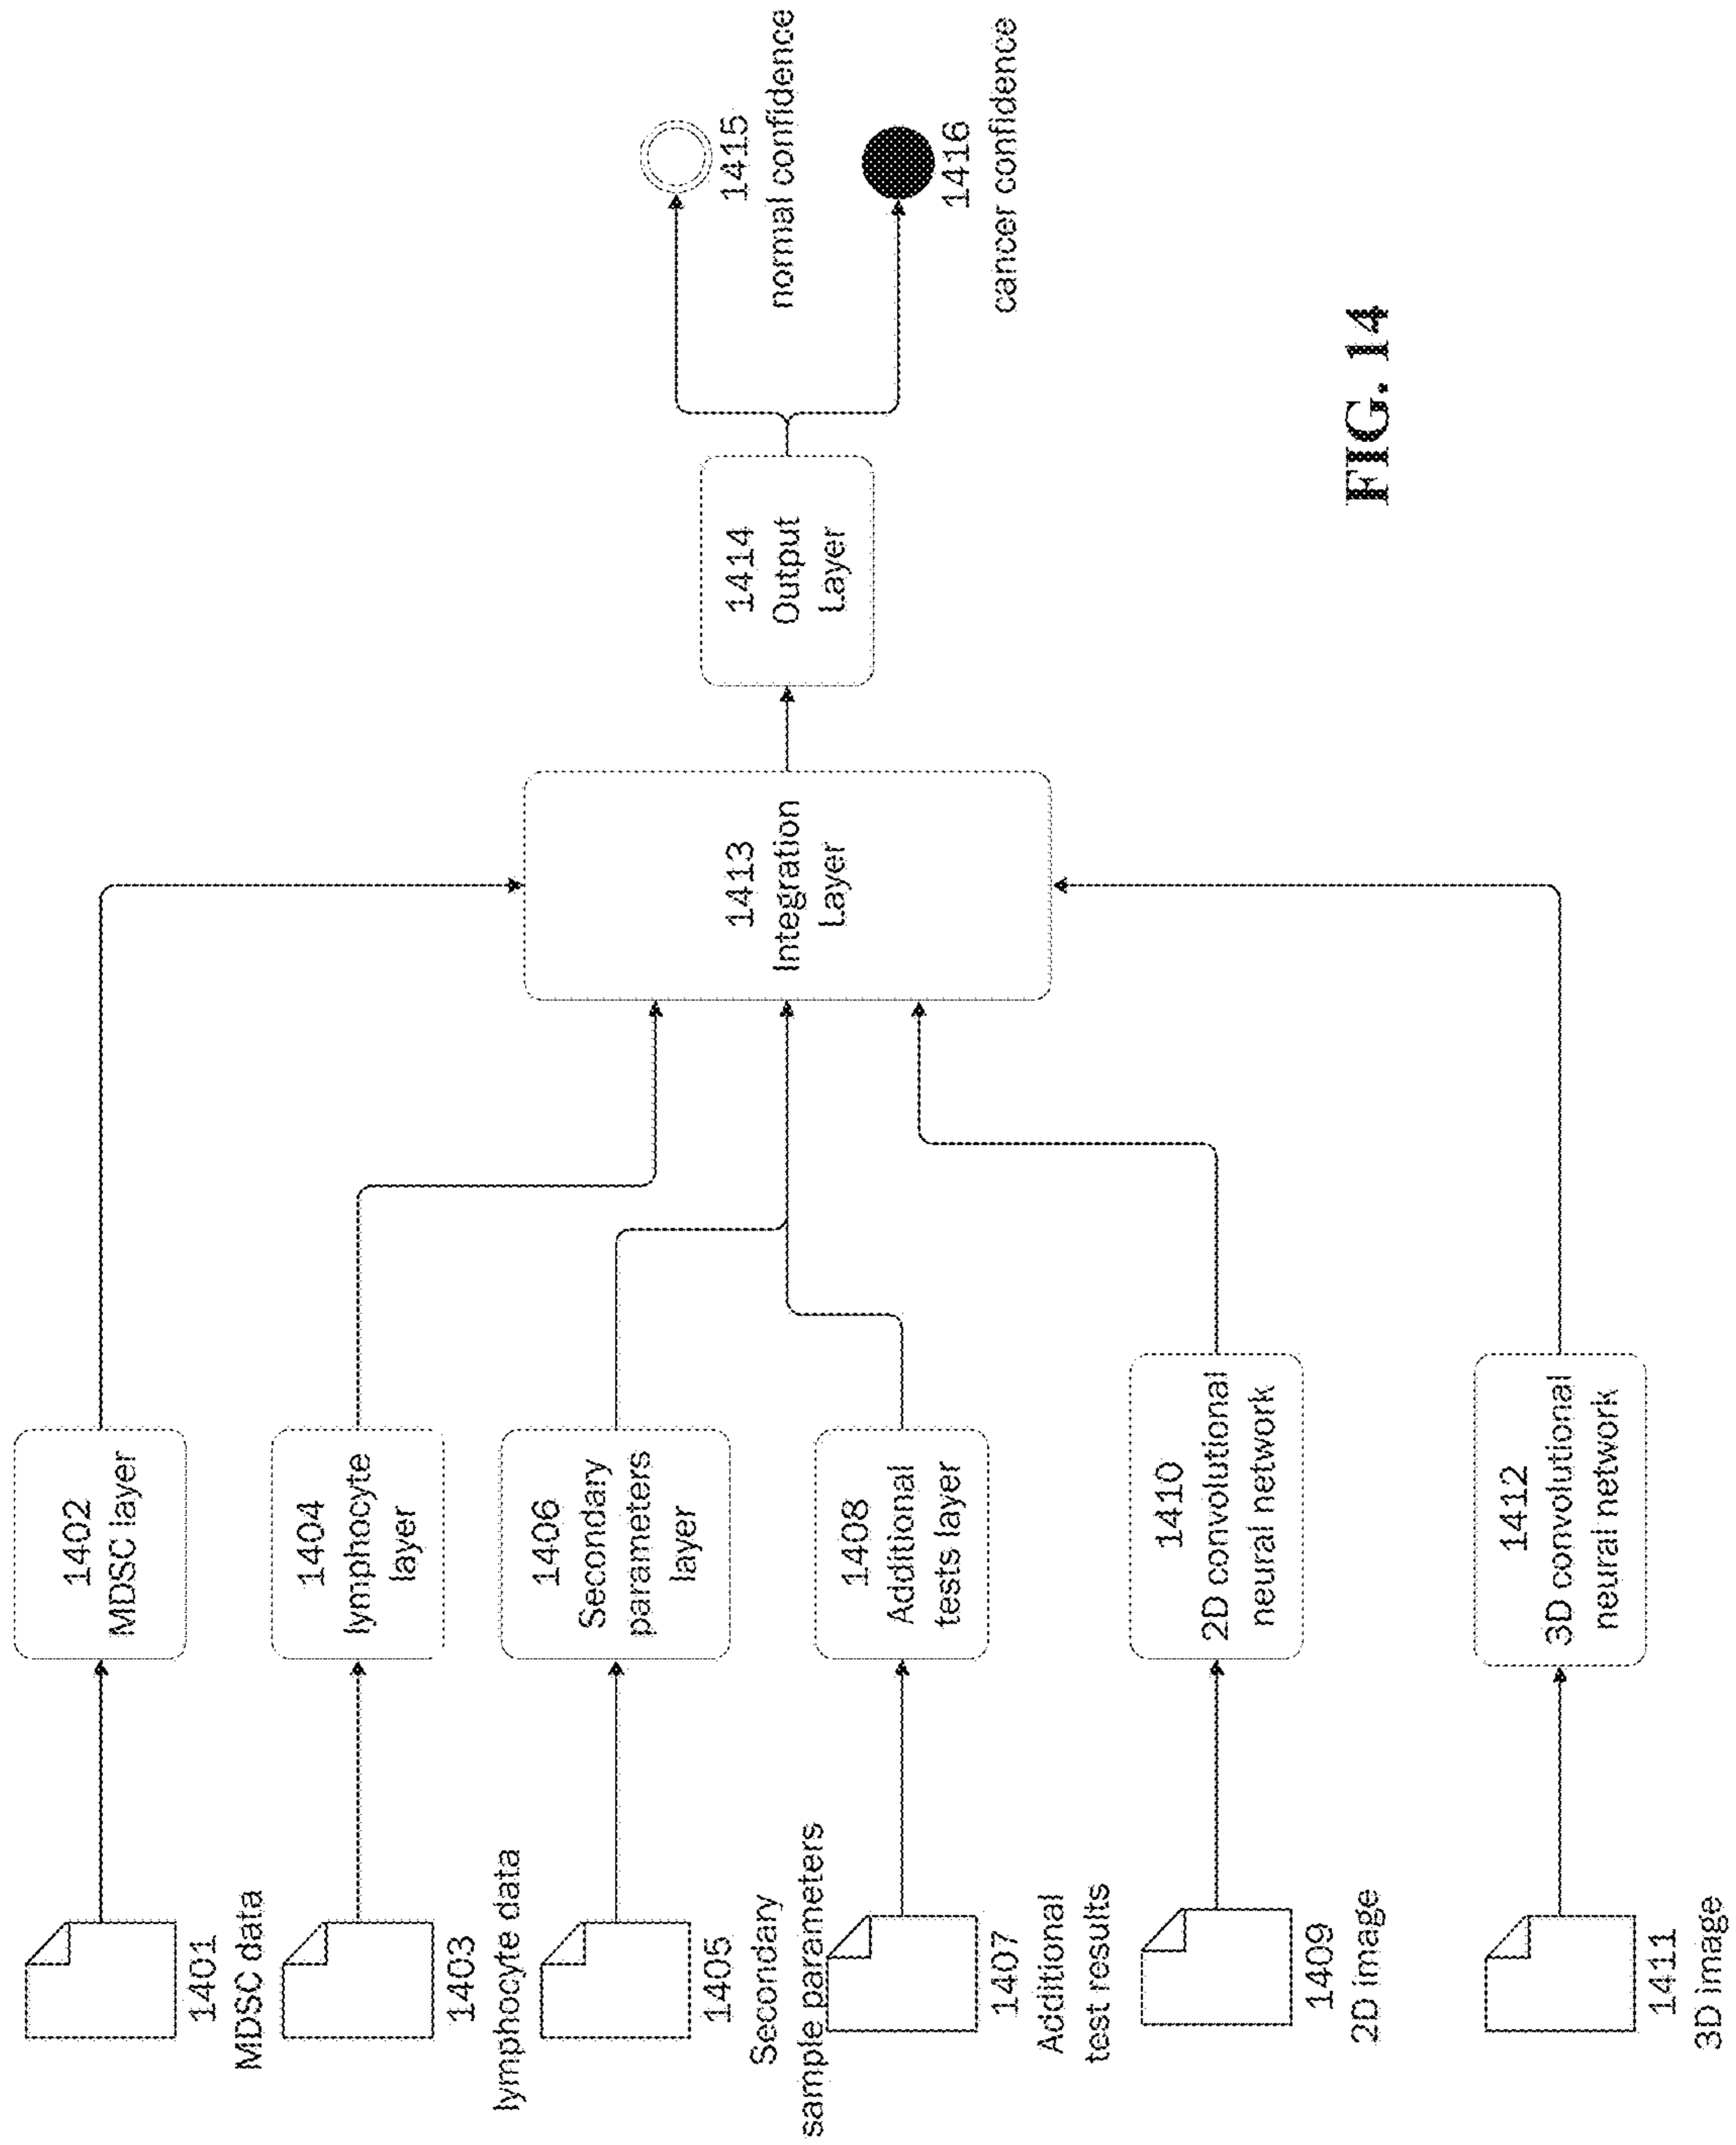 1401
MDSC data
1402
MDSC layer
1403
lymphocyte data
1404
lymphocyte
layer
1405
Secondary
sample parameters
1406
Secondary
parameters
layer
1407
Additional
test results
1408
Additional
tests layer
1409
2D image
1410
2D convolutional
neural network
1411
3D image
1412
3D convolutional
neural network
1413
Integration
Layer
1414
Output
Layer
1415
normal confidence
1416
cancer confidence
FIG. 14